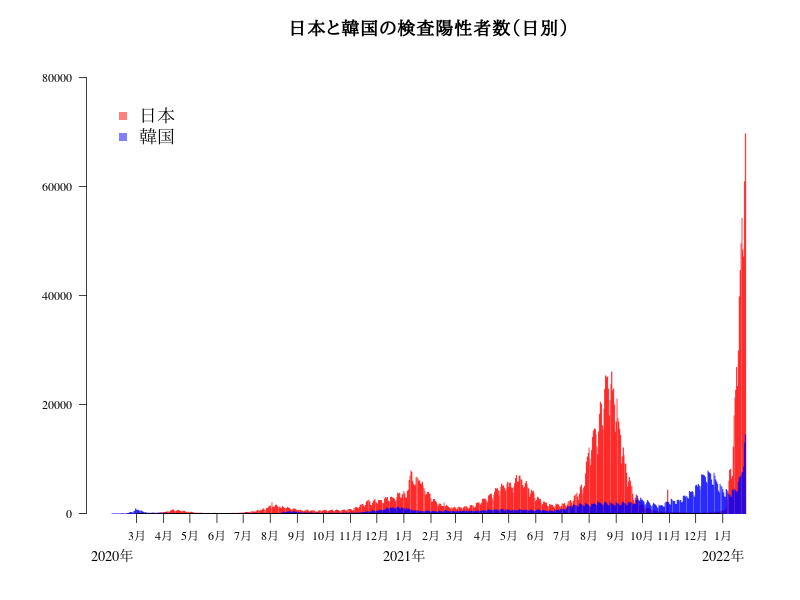 日本と韓国の検査陽性者数（日別）
80000
日本
韓国
60000
40000
20000
0
3月 4月 5月 6月 7月 8月 9月 10月 11月 12月 1月 2月 3月 4月 5月 6月 7月 8月 9月 10月 11月 12月 1月
2020年 2021年 2022年